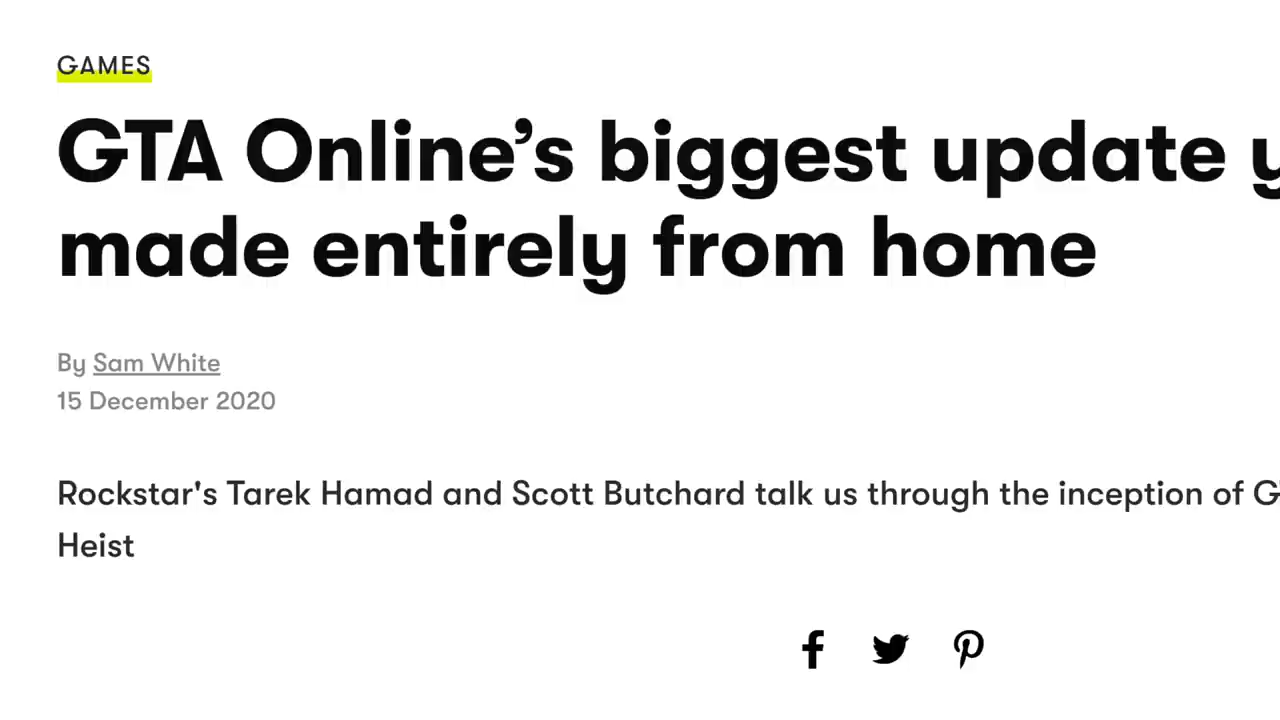 GAMES
GTA Online’s biggest update
made entirely from home
By Sam White
15 December 2020
Rockstar's Tarek Hamad and Scott Butchard talk us through the inception of
Heist